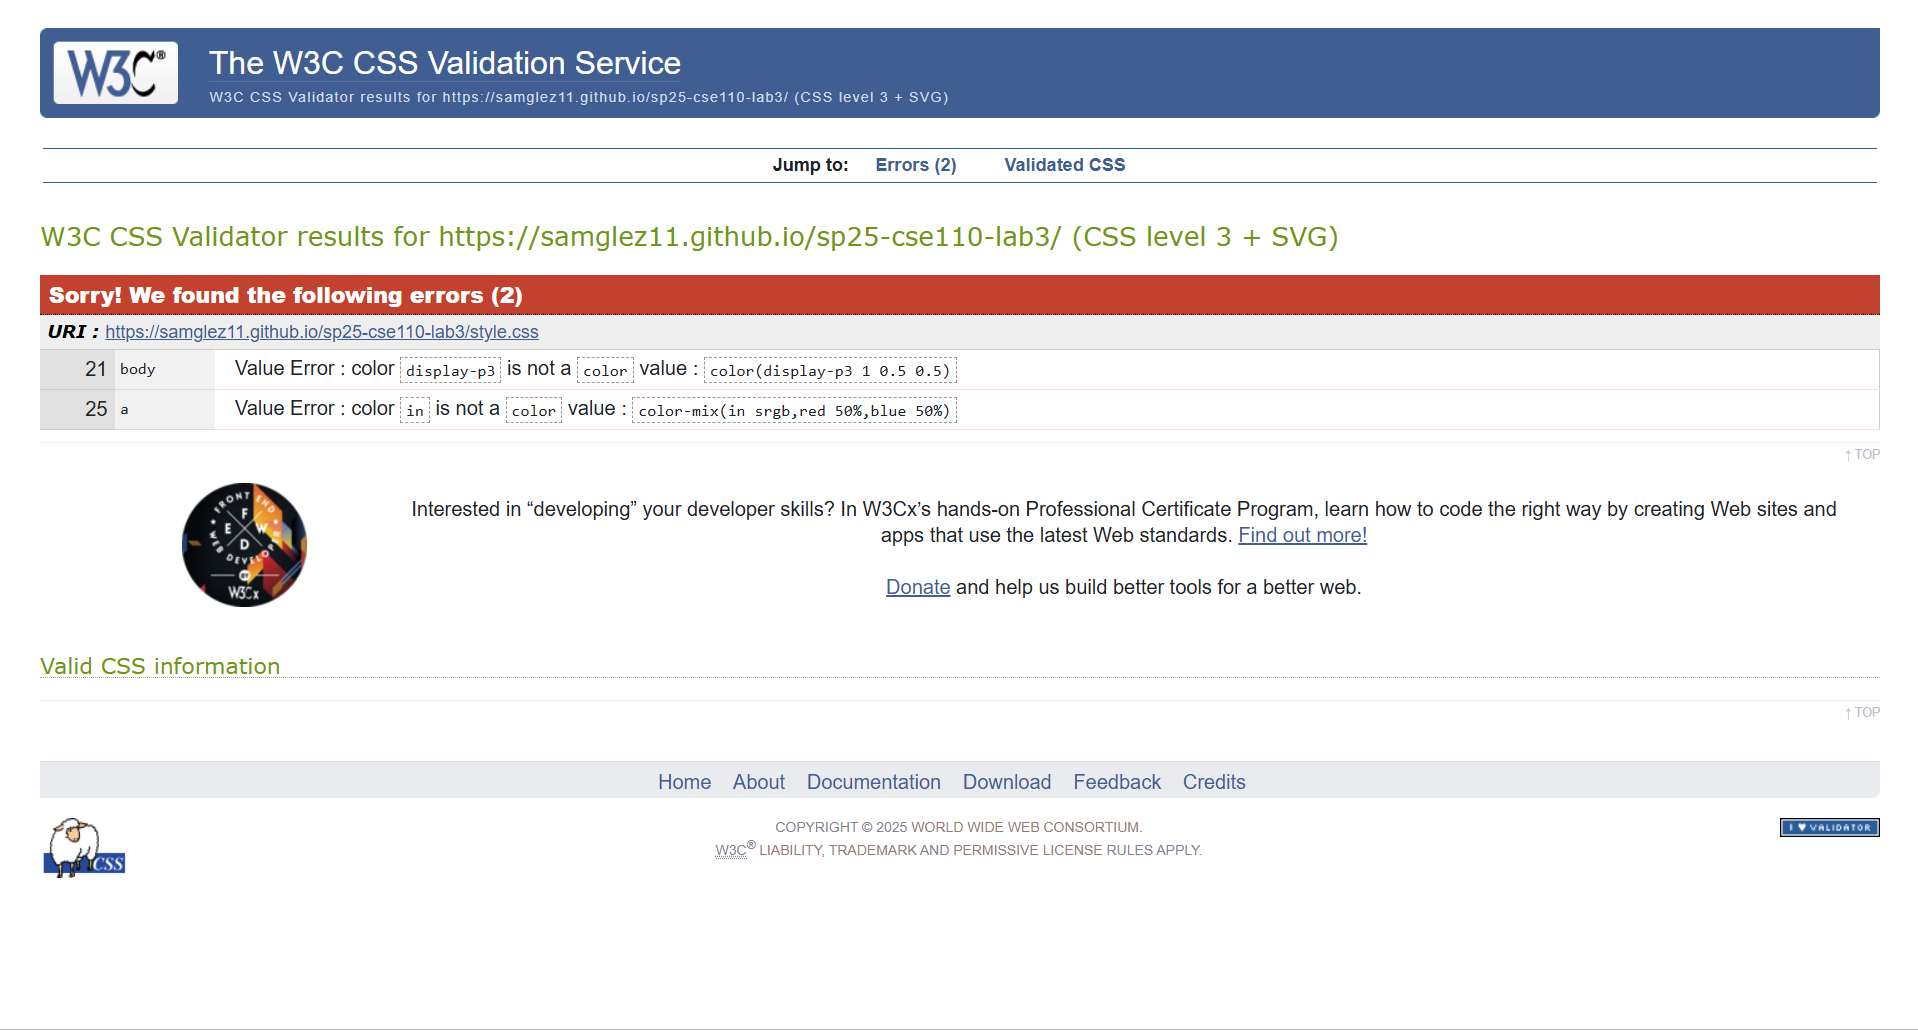 W3C®
The W3C CSS Validation Service
W3C CSS Validator results for https://samglez11.github.io/sp25-cse110-lab3/ (CSS level 3 + SVG)
Jump to: Errors (2) Validated CSS
W3C CSS Validator results for https://samglez11.github.io/sp25-cse110-lab3/ (CSS level 3 + SVG)
Sorry! We found the following errors (2)
URI : https://samglez11.github.io/sp25-cse110-lab3/style.css
21 body Value Error : color display-p3 is not a color value : color(display-p3 1 0.5 0.5)
25 a Value Error : color in is not a color value : color-mix(in srgb,red 50%,blue 50%)
↑ TOP
FRONT END
WEB DEVELOPER
F
E W
D
BY
W3Cx
Interested in “developing” your developer skills? In W3Cx’s hands-on Professional Certificate Program, learn how to code the right way by creating Web sites and
apps that use the latest Web standards. Find out more!
Donate and help us build better tools for a better web.
Valid CSS information
↑ TOP
Home About Documentation Download Feedback Credits
CSS
COPYRIGHT © 2025 WORLD WIDE WEB CONSORTIUM.
W3C® LIABILITY, TRADEMARK AND PERMISSIVE LICENSE RULES APPLY.
I ♥ VALIDATOR